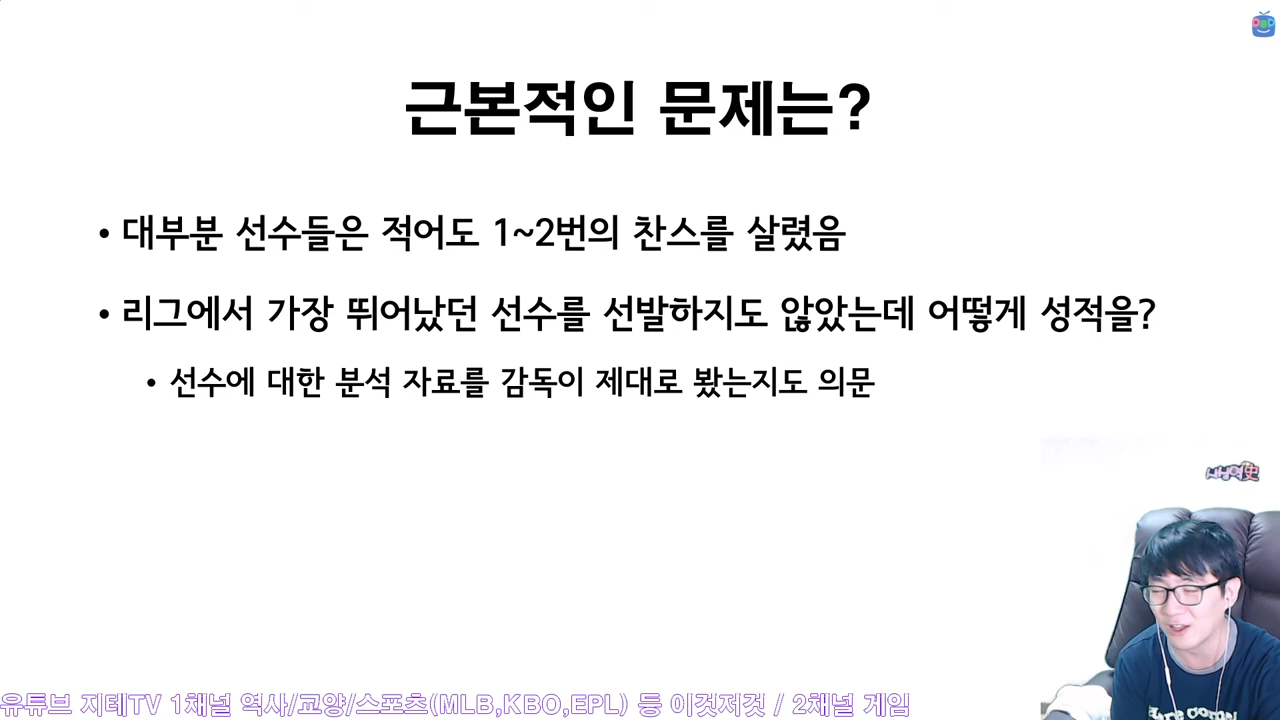 근본적인 문제는?
• 대부분 선수들은 적어도 1~2번의 찬스를 살렸음
• 리그에서 가장 뛰어났던 선수를 선발하지도 않았는데 어떻게 성적을?
• 선수에 대한 분석 자료를 감독이 제대로 봤는지도 의문
유튜브 지테TV 1채널 역사/교양/스포츠(MLB,KBO,EPL) 등 이것저것 / 2채널 게임